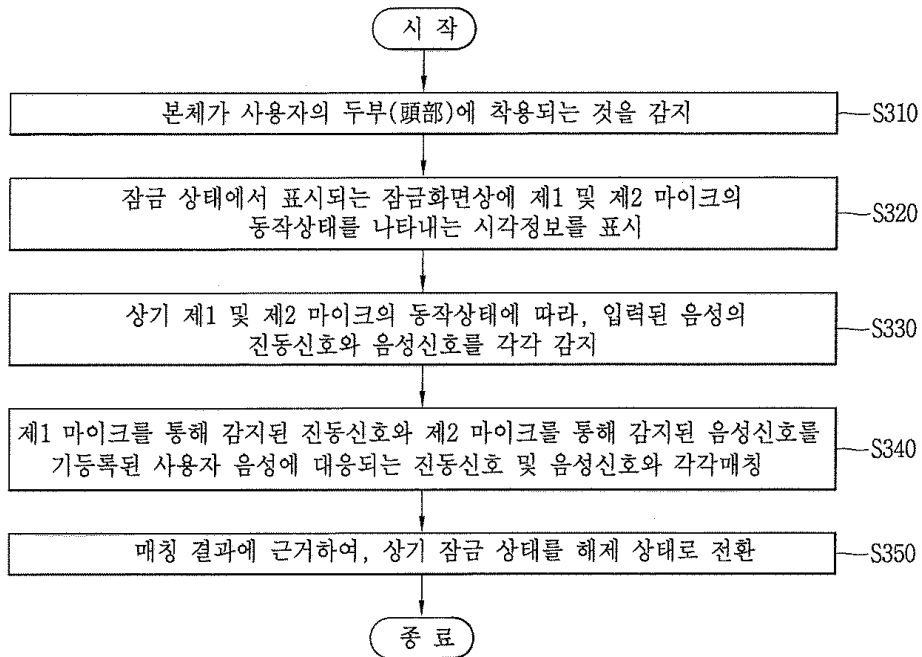 시 작
본체가 사용자의 두부(頭部)에 착용되는 것을 감지
S310
잠금 상태에서 표시되는 잠금화면상에 제1 및 제2 마이크의
동작상태를 나타내는 시각정보를 표시
S320
상기 제1 및 제2 마이크의 동작상태에 따라, 입력된 음성의
진동신호와 음성신호를 각각 감지
S330
제1 마이크를 통해 감지된 진동신호와 제2 마이크를 통해 감지된 음성신호를
기등록된 사용자 음성에 대응되는 진동신호 및 음성신호와 각각매칭
S340
매칭 결과에 근거하여, 상기 잠금 상태를 해제 상태로 전환
S350
종 료